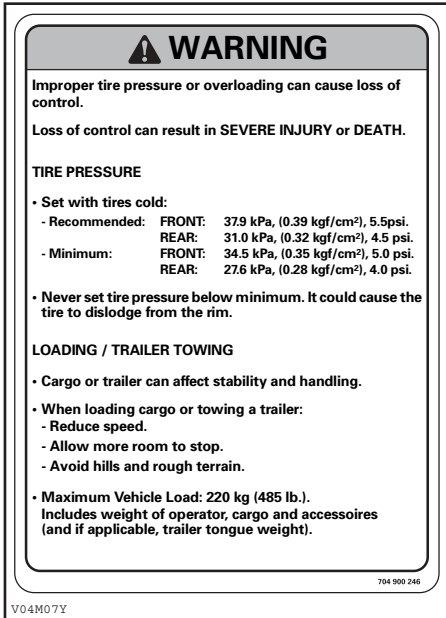 WARNING
Improper tire pressure or overloading can cause loss of
control.
Loss of control can result in SEVERE INJURY or DEATH.
TIRE PRESSURE
• Set with tires cold:
- Recommended: FRONT: 37.9 kPa, (0.39 kgf/cm²), 5.5psi.
REAR: 31.0 kPa, (0.32 kgf/cm²), 4.5 psi.
- Minimum: FRONT: 34.5 kPa, (0.35 kgf/cm²), 5.0 psi.
REAR: 27.6 kPa, (0.28 kgf/cm²), 4.0 psi.
• Never set tire pressure below minimum. It could cause the
tire to dislodge from the rim.
LOADING / TRAILER TOWING
• Cargo or trailer can affect stability and handling.
• When loading cargo or towing a trailer:
- Reduce speed.
- Allow more room to stop.
- Avoid hills and rough terrain.
• Maximum Vehicle Load: 220 kg (485 lb.).
Includes weight of operator, cargo and accessoires
(and if applicable, trailer tongue weight).
704 900 246
V04M07Y